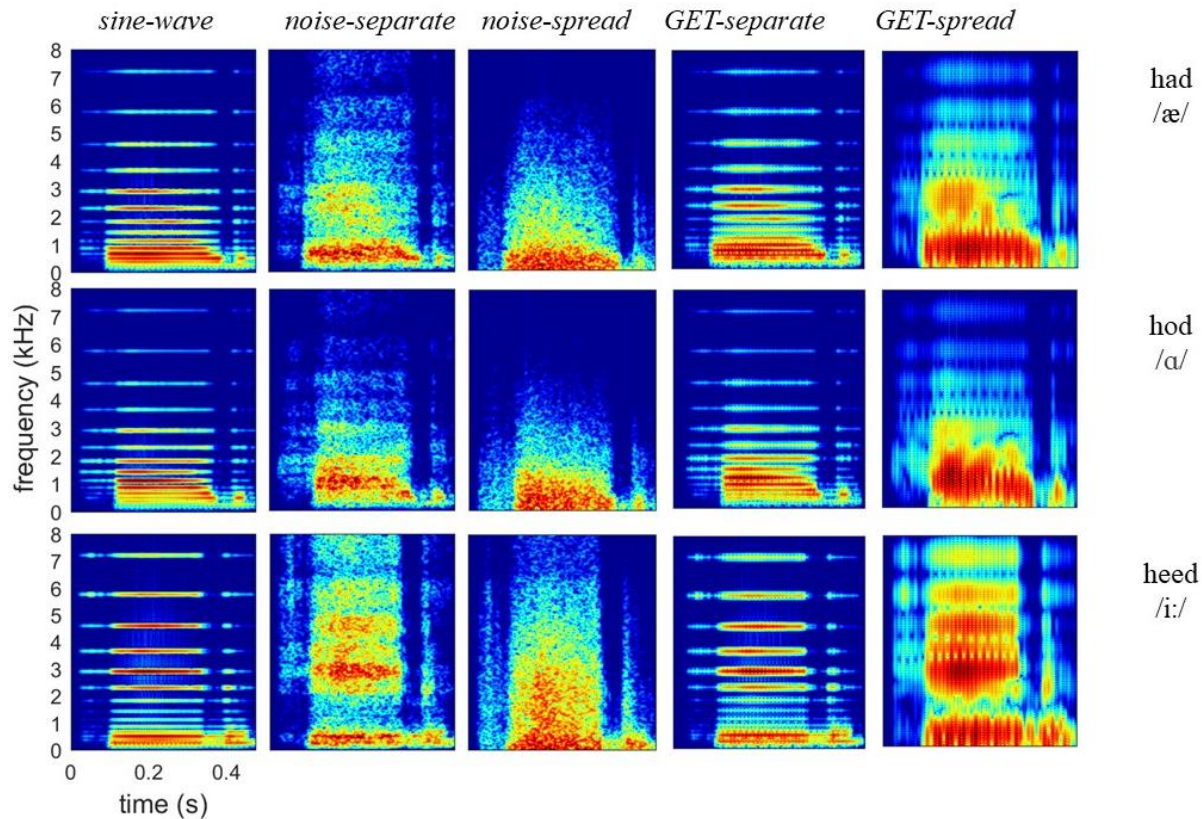 sine-wave noise-separate noise-spread GET-separate GET-spread
8
7
6
5
4
3
2
1
0
had
/æ/
8
7
6
5
4
3
2
1
0
hod
/ɑ/
frequency (kHz)
8
7
6
5
4
3
2
1
0
heed
/i:/
0 0.2 0.4
time (s)